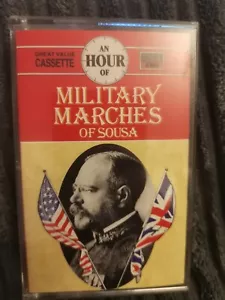 GREAT VALUE
CASSETTE
AN
HOUR
OF
MILITARY
MARCHES
OF SOUSA